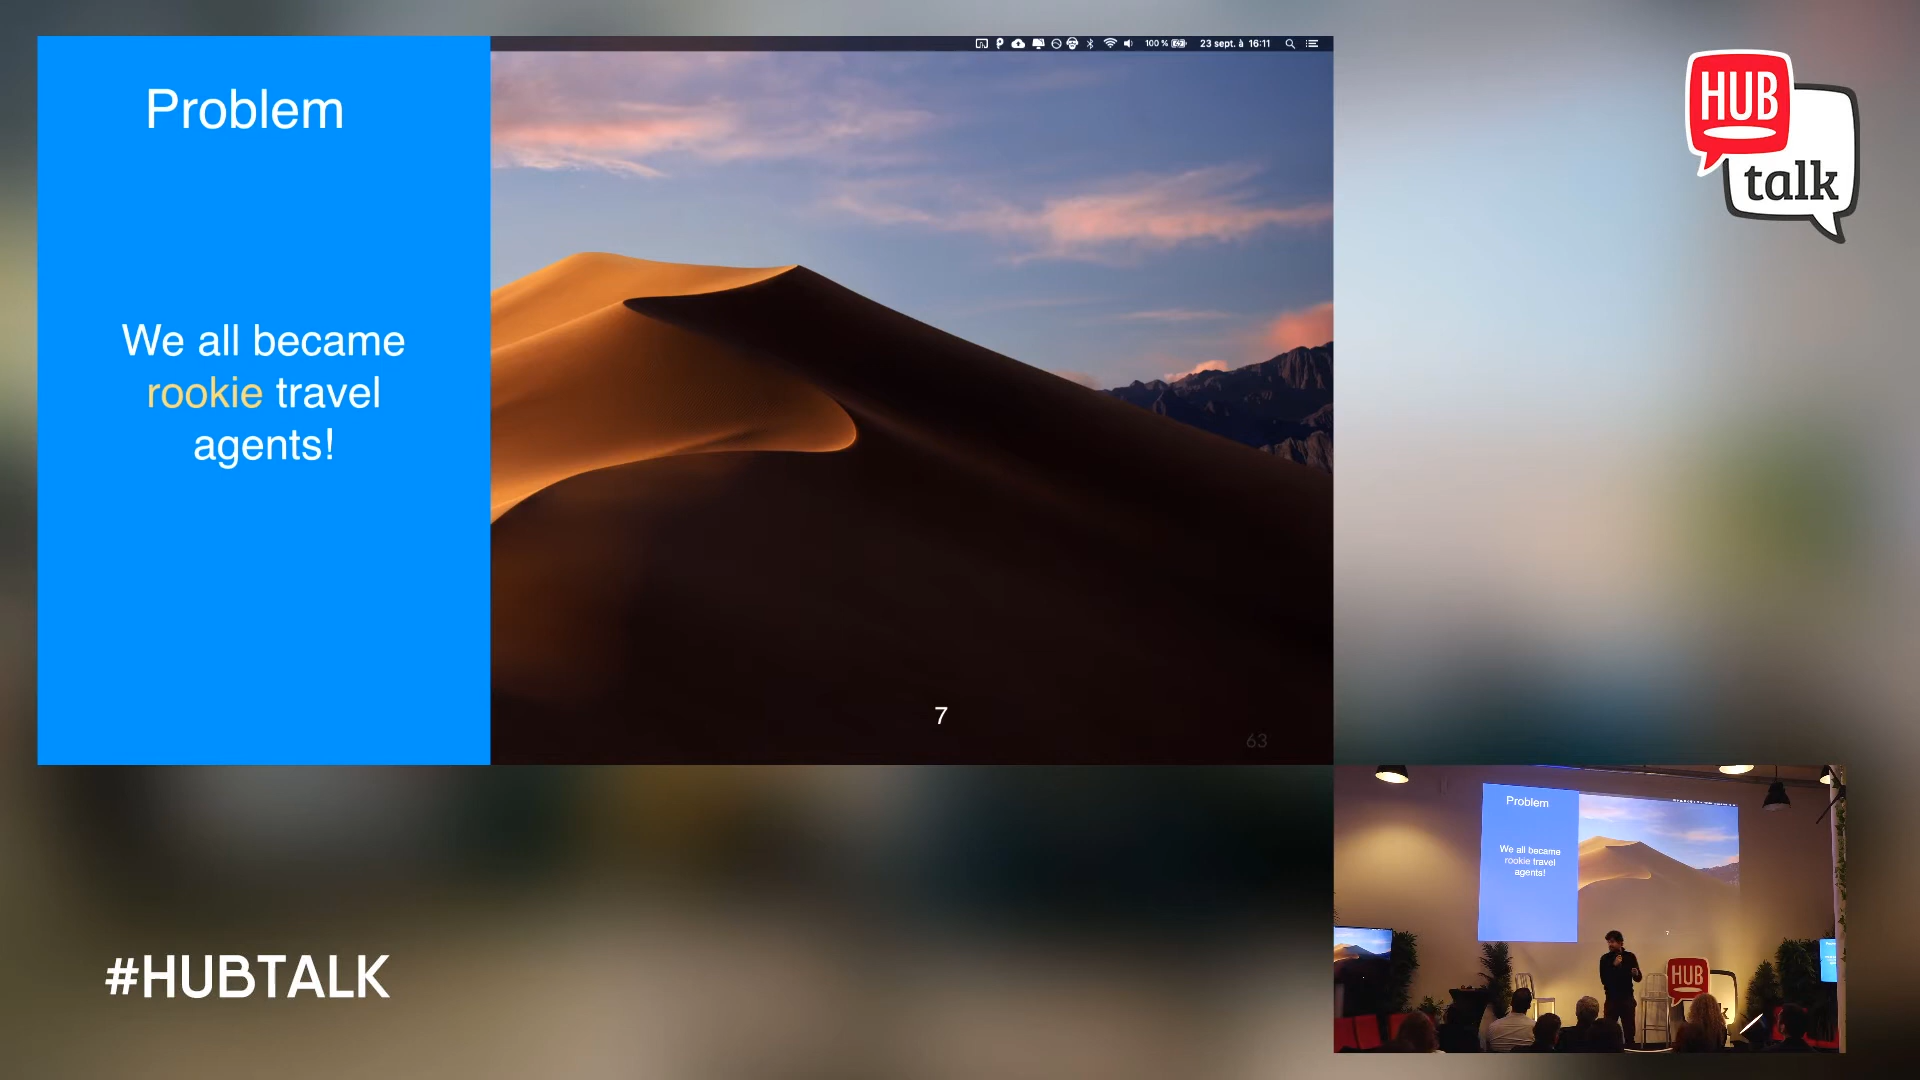 Problem
We all became
rookie travel
agents!
100 %
23 sept. à 16:11
7
63
HUB
talk
#HUBTALK
Problem
We all became
rookie travel
agents!
7
HUB
k